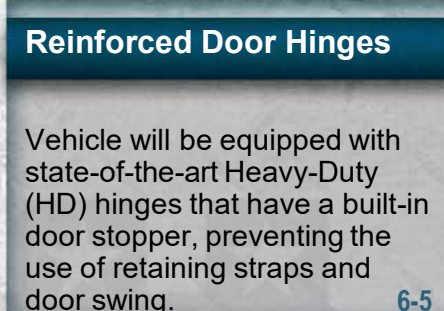 Reinforced Door Hinges
Vehicle will be equipped with
state-of-the-art Heavy-Duty
(HD) hinges that have a built-in
door stopper, preventing the
use of retaining straps and
door swing.
6-5